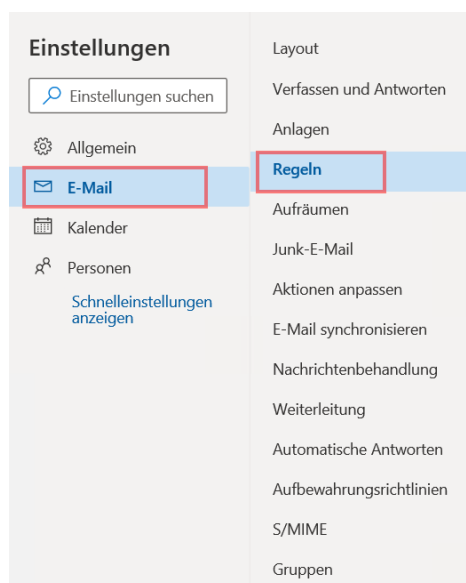 Einstellungen
Einstellungen suchen
Allgemein
E-Mail
Kalender
Personen
Schnelleinstellungen
anzeigen
Layout
Verfassen und Antworten
Anlagen
Regeln
Aufräumen
Junk-E-Mail
Aktionen anpassen
E-Mail synchronisieren
Nachrichtenbehandlung
Weiterleitung
Automatische Antworten
Aufbewahrungsrichtlinien
S/MIME
Gruppen